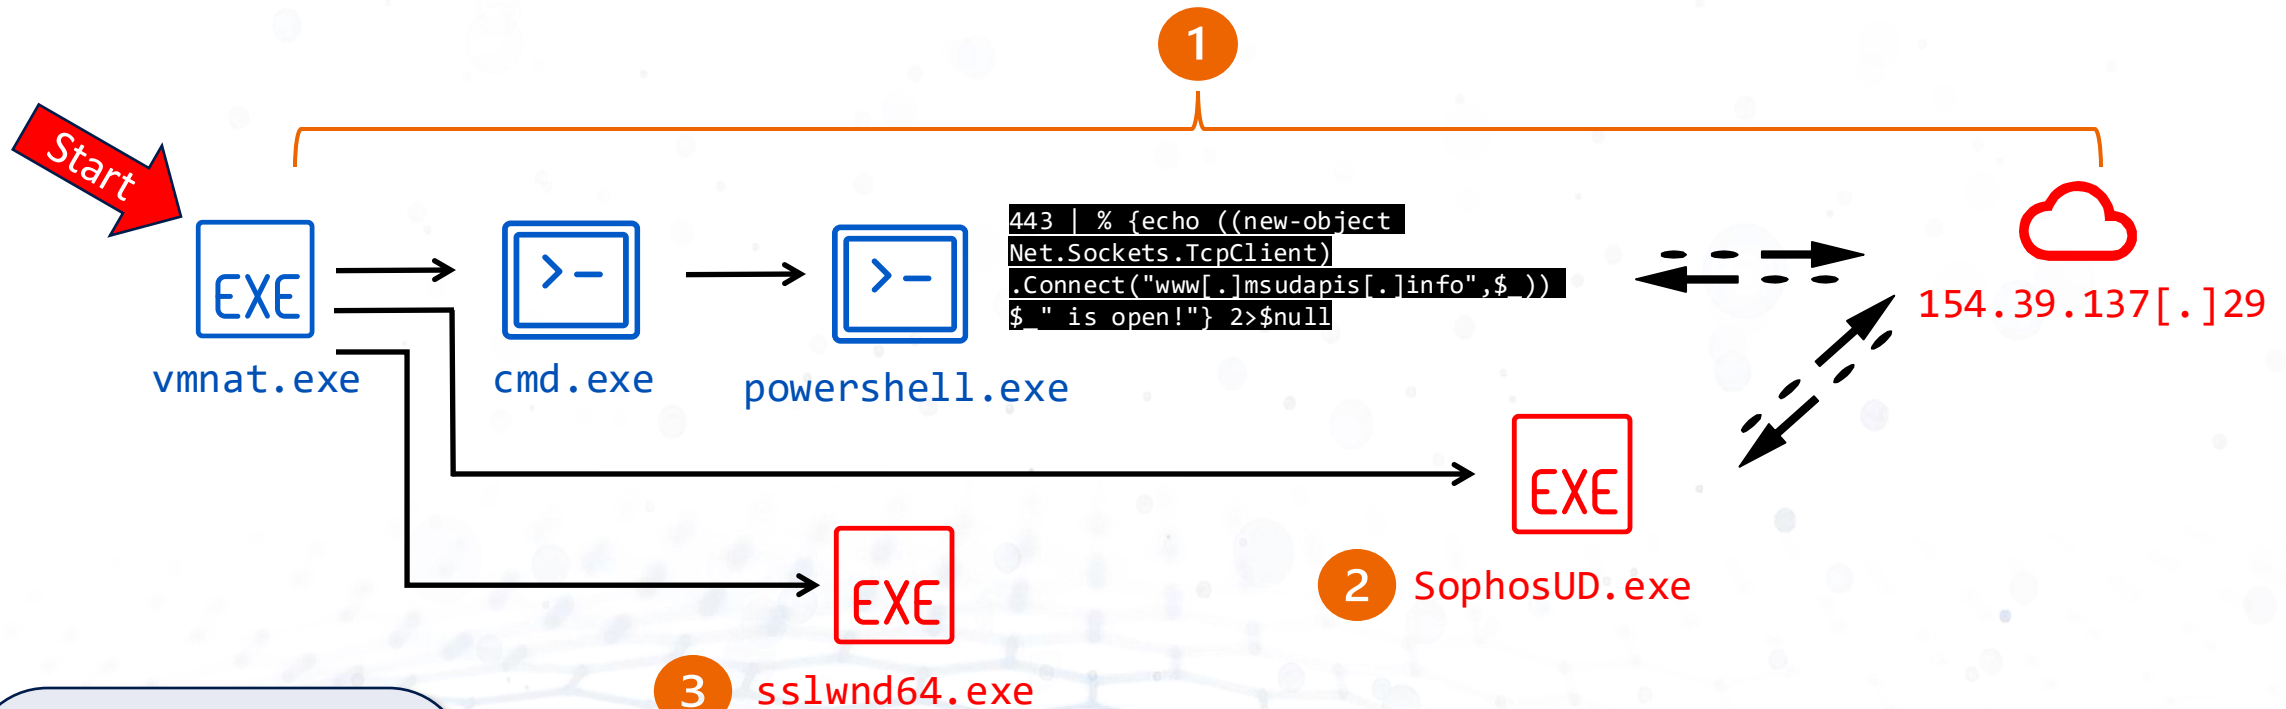 1
Start
443 | % {echo ((new-object
Net.Sockets.TcpClient)
.Connect("www[.]msudapis[.]info",$_))
$_" is open!"} 2>$null
EXE
>-
>-
154.39.137[.]29
vmnat.exe
cmd.exe
powershell.exe
EXE
2 SophosUD.exe
EXE
3 sslwnd64.exe